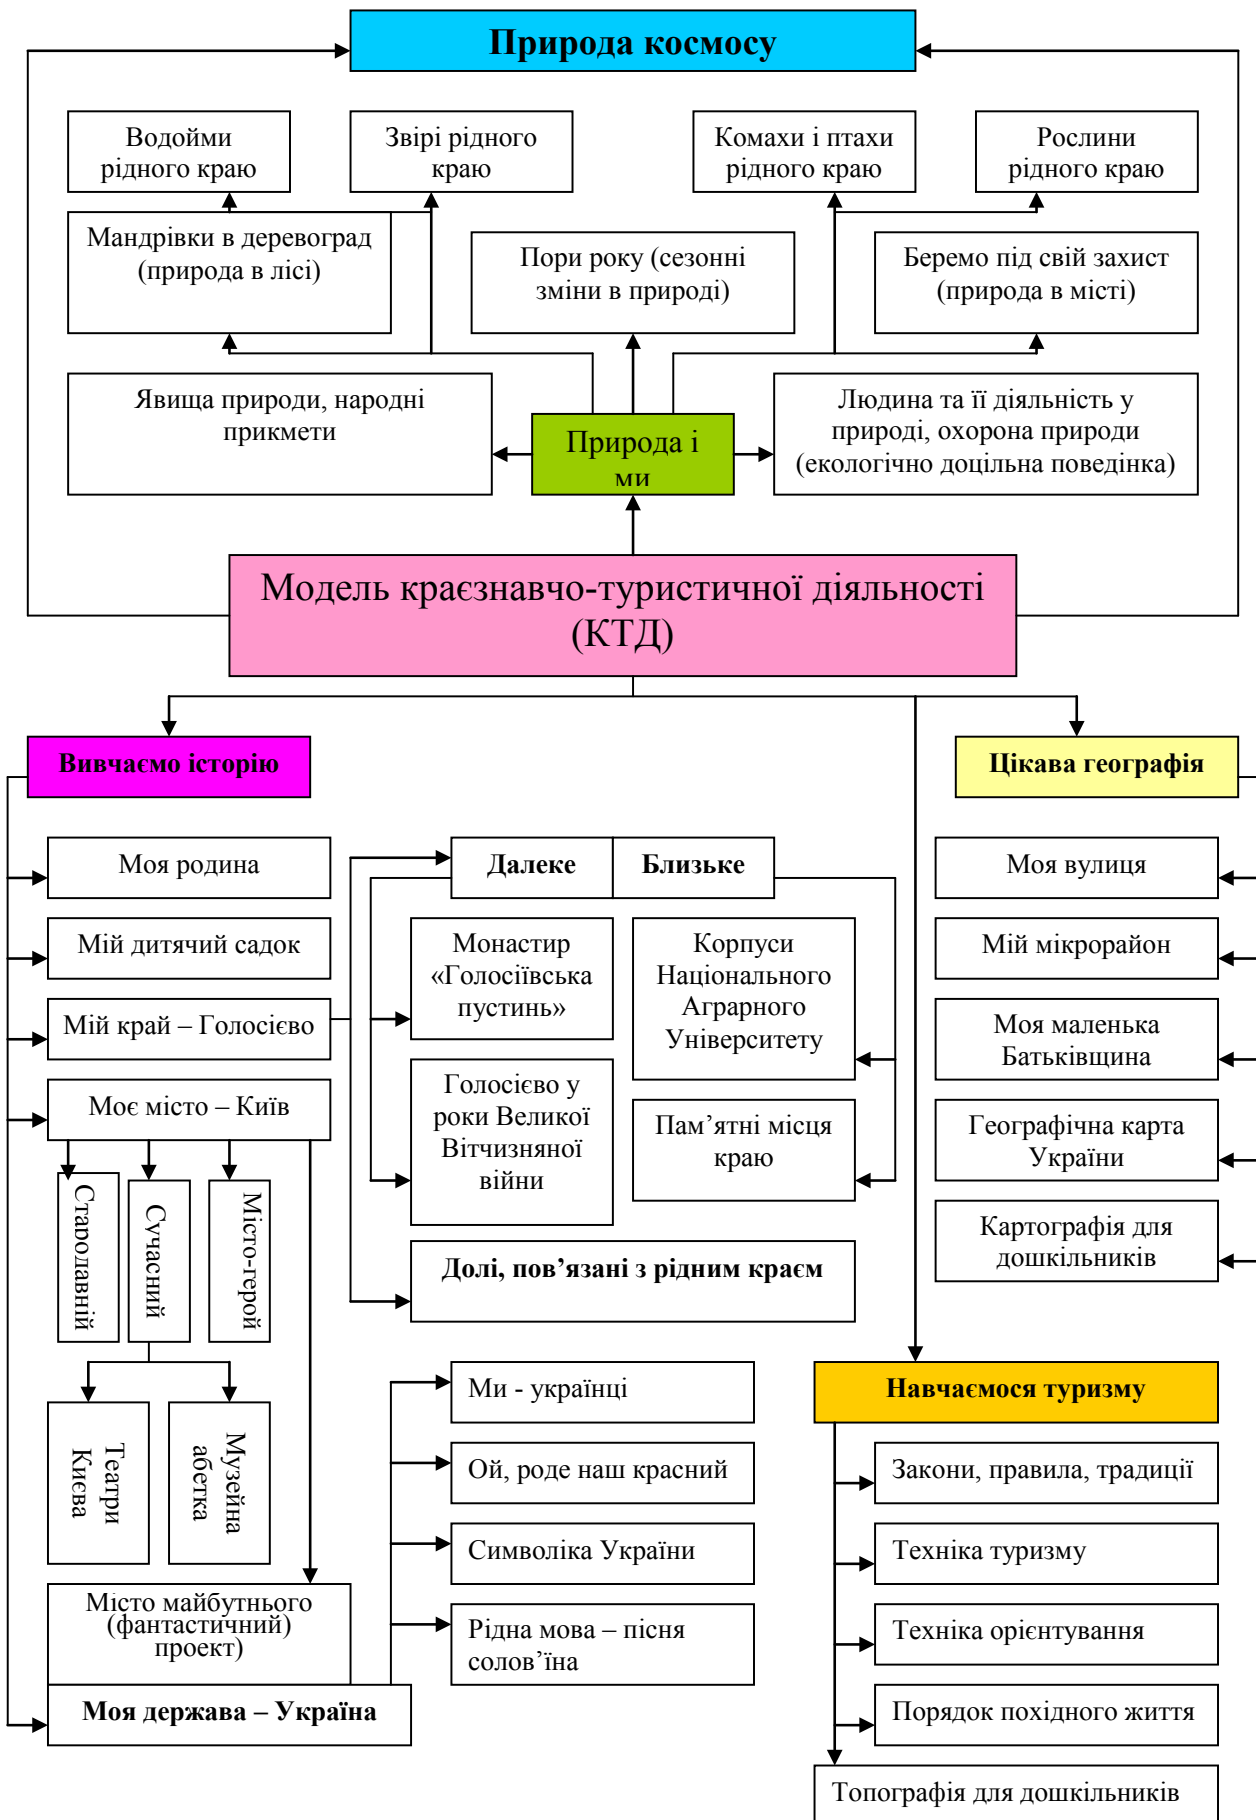 Природа космосу
Водойми
рідного краю
Звірі рідного
краю
Комахи і птахи
рідного краю
Рослини
рідного краю
Мандрівки в деревоград
(природа в лісі)
Пори року (сезонні
зміни в природі)
Беремо під свій захист
(природа в місті)
Явища природи, народні
прикмети
Природа і
ми
Людина та її діяльність у
природі, охорона природи
(екологічно доцільна поведінка)
Модель краєзнавчо-туристичної діяльності
(КТД)
Вивчаємо історію
Цікава географія
Моя родина
Мій дитячий садок
Мій край – Голосієво
Моє місто – Київ
Стародавній
Сучасний
Місто-герой
Театри
Києва
Музейна
абетка
Місто майбутнього
(фантастичний)
проект)
Моя держава – Україна
Далеке
Близьке
Монастир
«Голосіївська
пустинь»
Корпуси
Національного
Аграрного
Університету
Голосієво у
роки Великої
Вітчизняної
війни
Пам’ятні місця
краю
Долі, пов’язані з рідним краєм
Ми - українці
Ой, роде наш красний
Символіка України
Рідна мова – пісня
солов’їна
Моя вулиця
Мій мікрорайон
Моя маленька
Батьківщина
Географічна карта
України
Картографія для
дошкільників
Навчаємося туризму
Закони, правила, традиції
Техніка туризму
Техніка орієнтування
Порядок похідного життя
Топографія для дошкільників